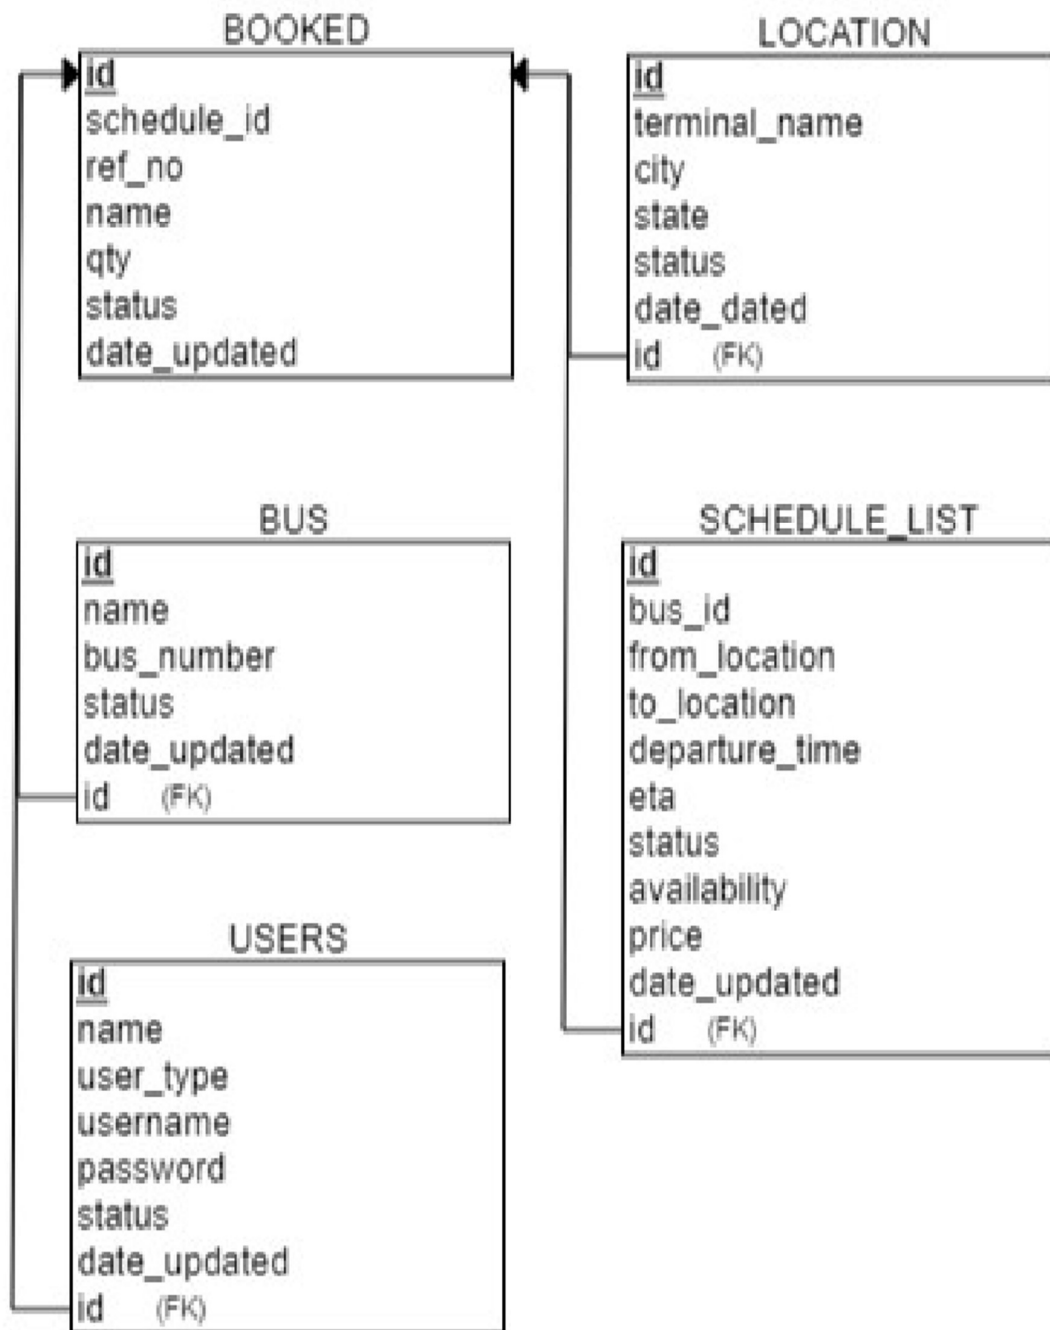 BOOKED
id
schedule_id
ref_no
name
qty
status
date_updated
LOCATION
id
terminal_name
city
state
status
date_dated
id (FK)
BUS
id
name
bus_number
status
date_updated
id (FK)
SCHEDULE_LIST
id
bus_id
from_location
to_location
departure_time
eta
status
availability
price
date_updated
id (FK)
USERS
id
name
user_type
username
password
status
date_updated
id (FK)